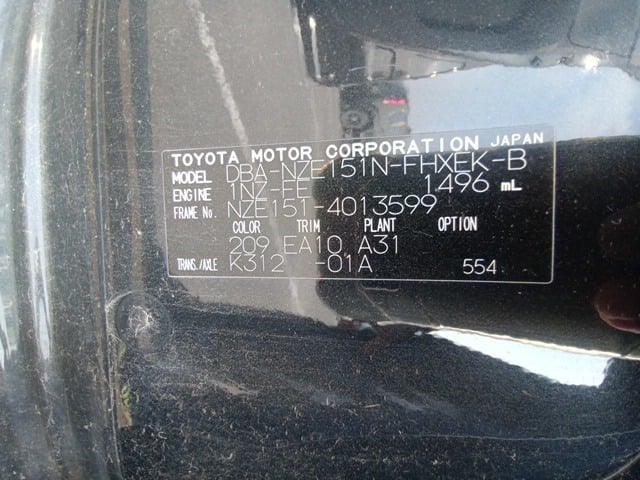 TOYOTA MOTOR CORPORATION JAPAN
MODEL DBA-NZE151N-FHXEK-B
ENGINE 1NZ-FE 1496 mL
FRAME No. NZE151-4013599
COLOR TRIM PLANT OPTION
209 EA10 A31
TRANS./AXLE K312 -01A 554